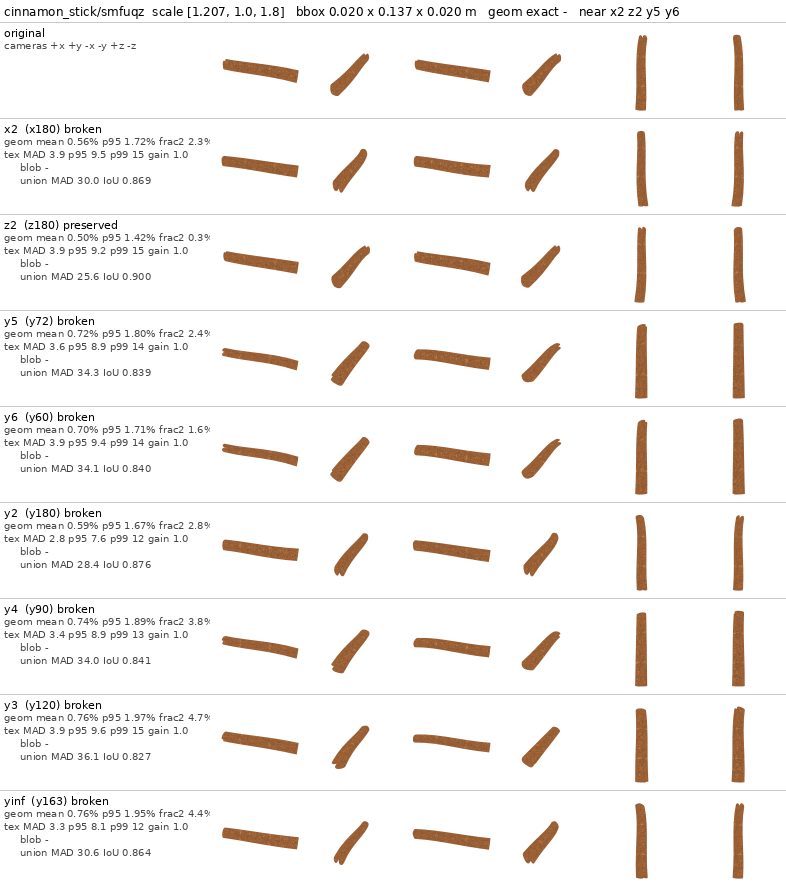 cinnamon_stick/smfuqz scale [1.207, 1.0, 1.8] bbox 0.020 x 0.137 x 0.020 m geom exact - near x2 z2 y5 y6
original
cameras +x +y -x -y +z -z
x2 (x180) broken
geom mean 0.56% p95 1.72% frac2 2.3%
tex MAD 3.9 p95 9.5 p99 15 gain 1.0
blob -
union MAD 30.0 IoU 0.869
z2 (z180) preserved
geom mean 0.50% p95 1.42% frac2 0.3%
tex MAD 3.9 p95 9.2 p99 15 gain 1.0
blob -
union MAD 25.6 IoU 0.900
y5 (y72) broken
geom mean 0.72% p95 1.80% frac2 2.4%
tex MAD 3.6 p95 8.9 p99 14 gain 1.0
blob -
union MAD 34.3 IoU 0.839
y6 (y60) broken
geom mean 0.70% p95 1.71% frac2 1.6%
tex MAD 3.9 p95 9.4 p99 14 gain 1.0
blob -
union MAD 34.1 IoU 0.840
y2 (y180) broken
geom mean 0.59% p95 1.67% frac2 2.8%
tex MAD 2.8 p95 7.6 p99 12 gain 1.0
blob -
union MAD 28.4 IoU 0.876
y4 (y90) broken
geom mean 0.74% p95 1.89% frac2 3.8%
tex MAD 3.4 p95 8.9 p99 13 gain 1.0
blob -
union MAD 34.0 IoU 0.841
y3 (y120) broken
geom mean 0.76% p95 1.97% frac2 4.7%
tex MAD 3.9 p95 9.6 p99 15 gain 1.0
blob -
union MAD 36.1 IoU 0.827
yinf (y163) broken
geom mean 0.76% p95 1.95% frac2 4.4%
tex MAD 3.3 p95 8.1 p99 12 gain 1.0
blob -
union MAD 30.6 IoU 0.864